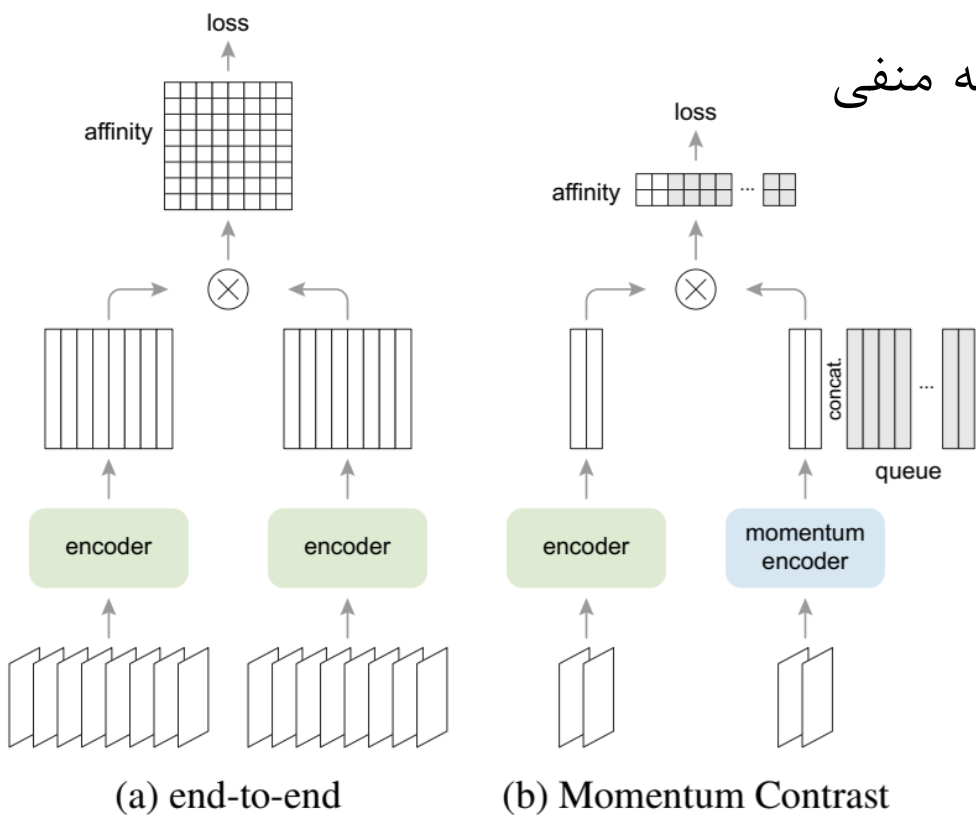 loss
affinity
encoder
encoder
(a) end-to-end
منفی
loss
affinity
...
concat.
...
queue
encoder
momentum
encoder
(b) Momentum Contrast